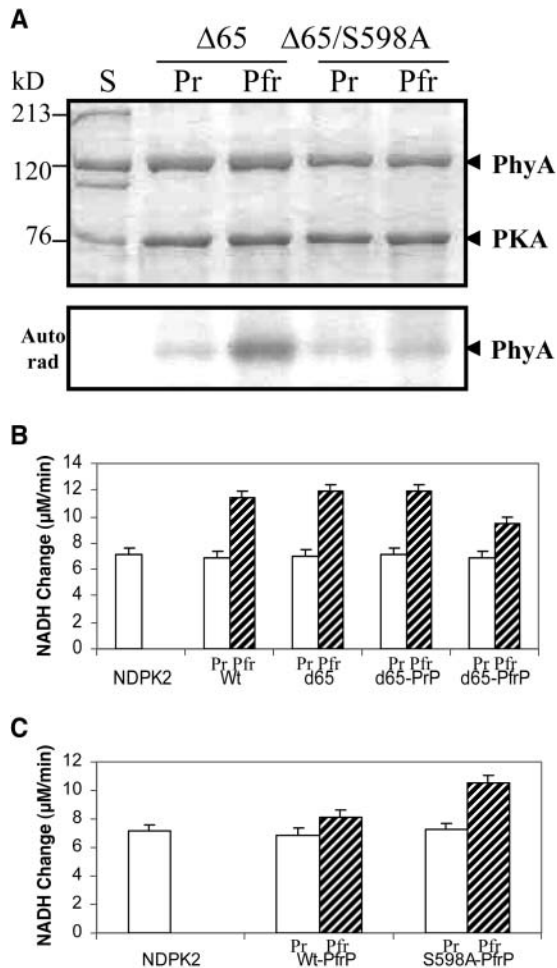 A
Δ65 Δ65/S598A
kD S Pr Pfr Pr Pfr
213
120 PhyA
76 PKA
Auto rad PhyA
B
NADH Change (µM/min)
14
12
10
8
6
4
2
0
Pr Pfr Pr Pfr Pr Pfr Pr Pfr
NDPK2 Wt d65 d65-PrP d65-PfrP
C
NADH Change (µM/min)
12
10
8
6
4
2
0
Pr Pfr Pr Pfr
NDPK2 Wt-PfrP S598A-PfrP